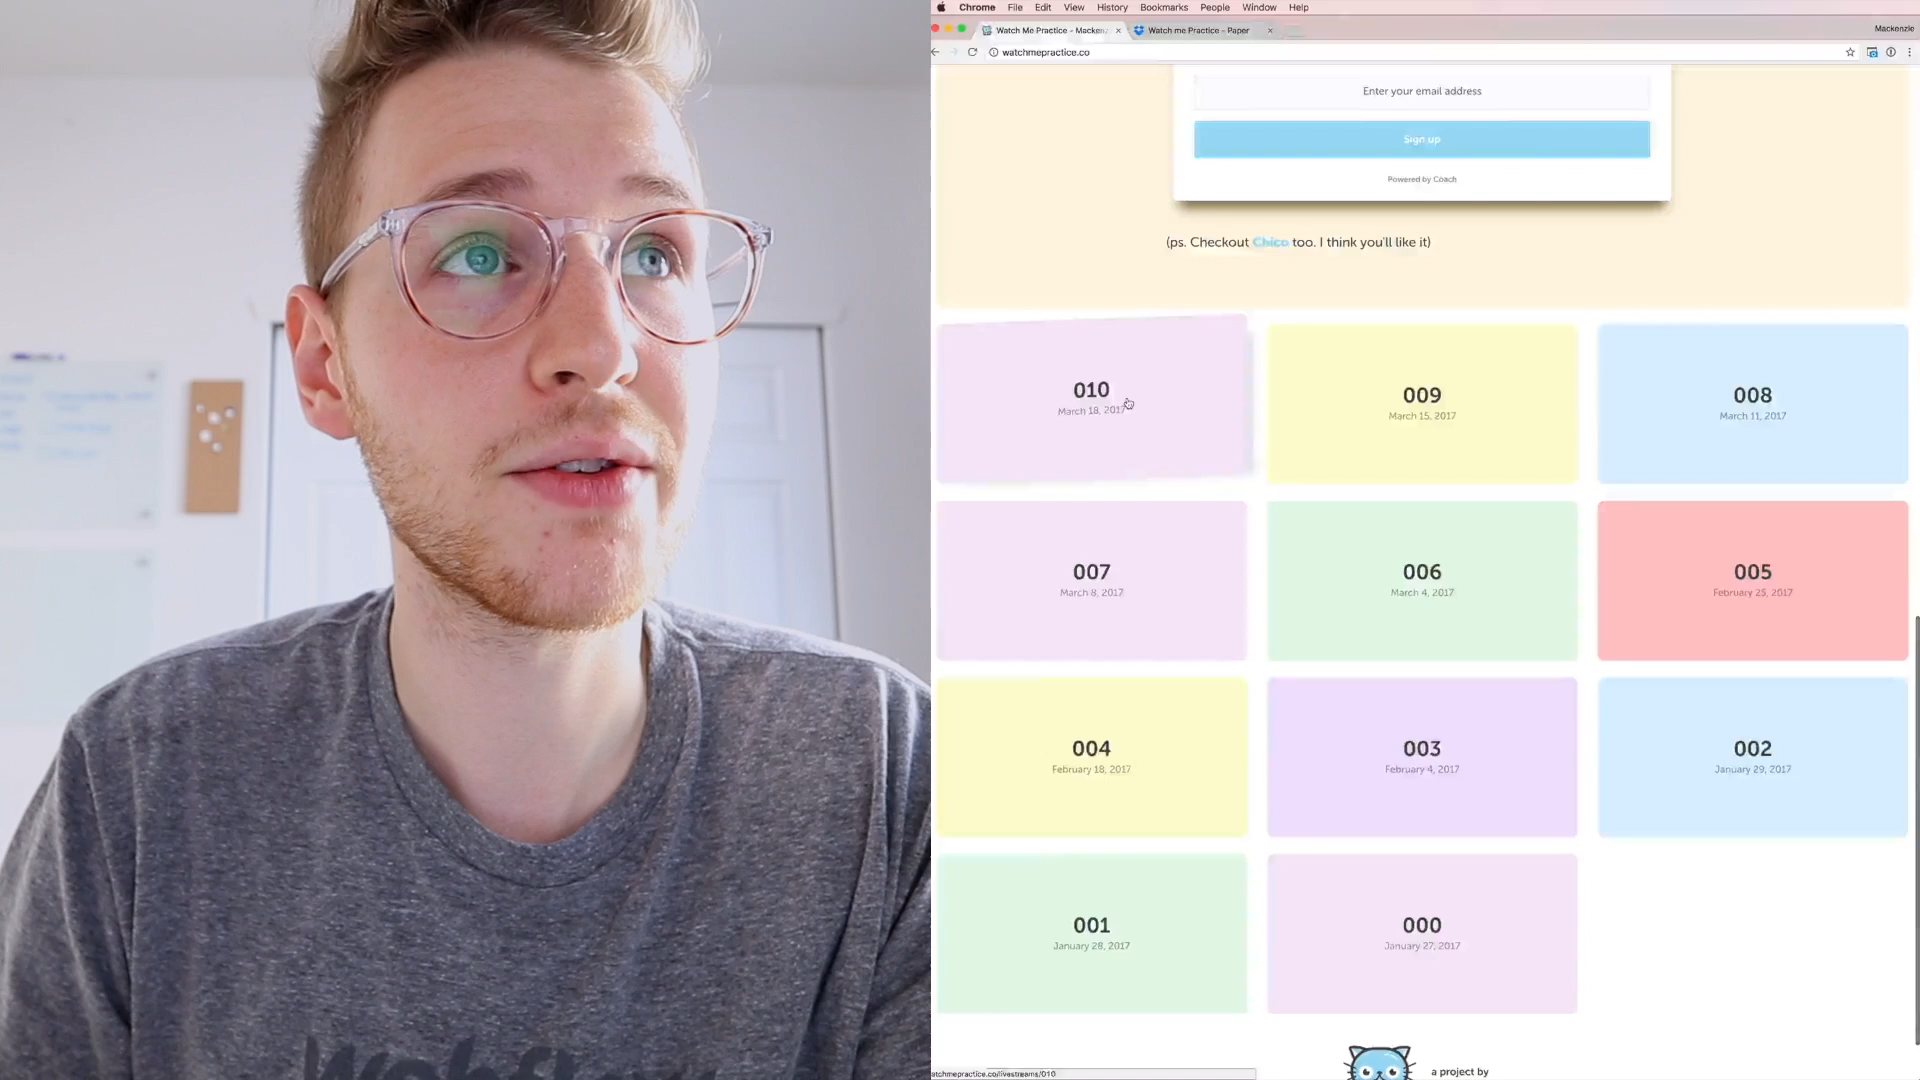 Chrome File Edit View History Bookmarks People Window Help
Watch Me Practice - Macken
Watch me Practice - Paper
Mackenzie
watchmepractice.co
Enter your email address
Sign up
Powered by Coach
(ps. Checkout Chico too. I think you'll like it)
010
March 18, 2017
009
March 15, 2017
008
March 11, 2017
007
March 8, 2017
006
March 4, 2017
005
February 25, 2017
004
February 18, 2017
003
February 4, 2017
002
January 29, 2017
001
January 28, 2017
000
January 27, 2017
a project by
atchmepractice.co/livestreams/010